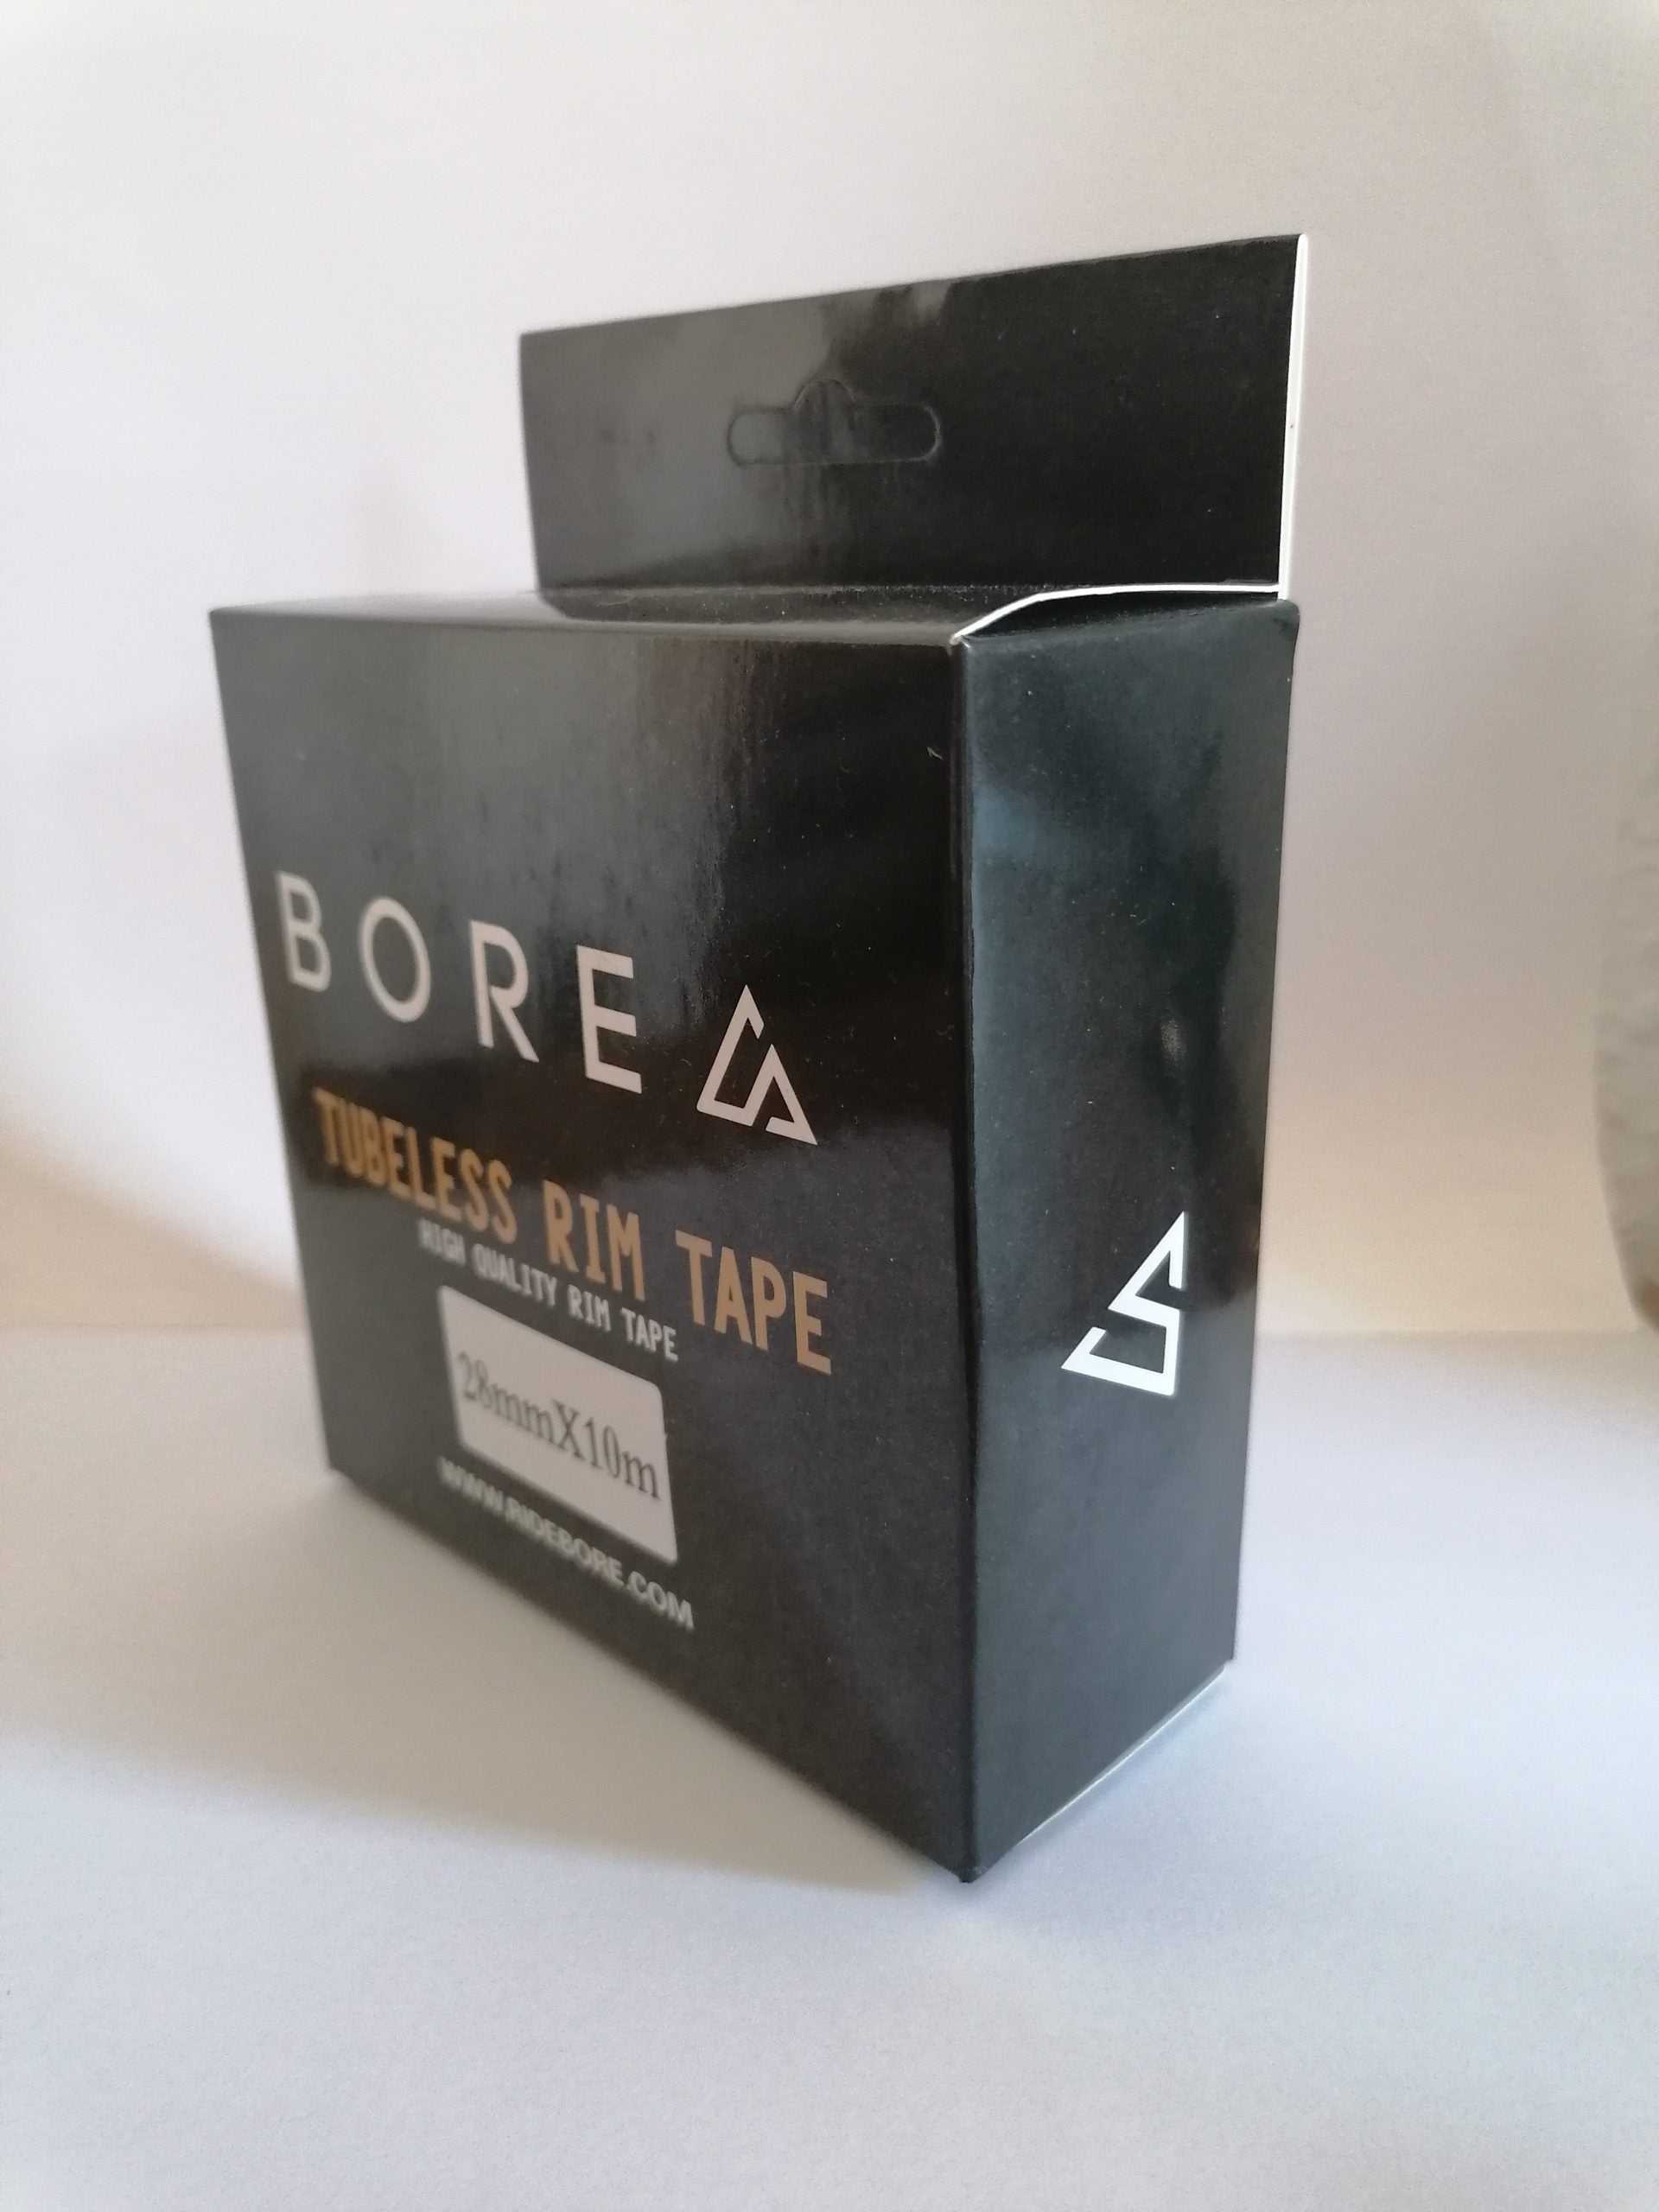 BORE
TUBELESS RIM TAPE
HIGH QUALITY RIM TAPE
28mmX10m
WWW.RIDEBORE.COM